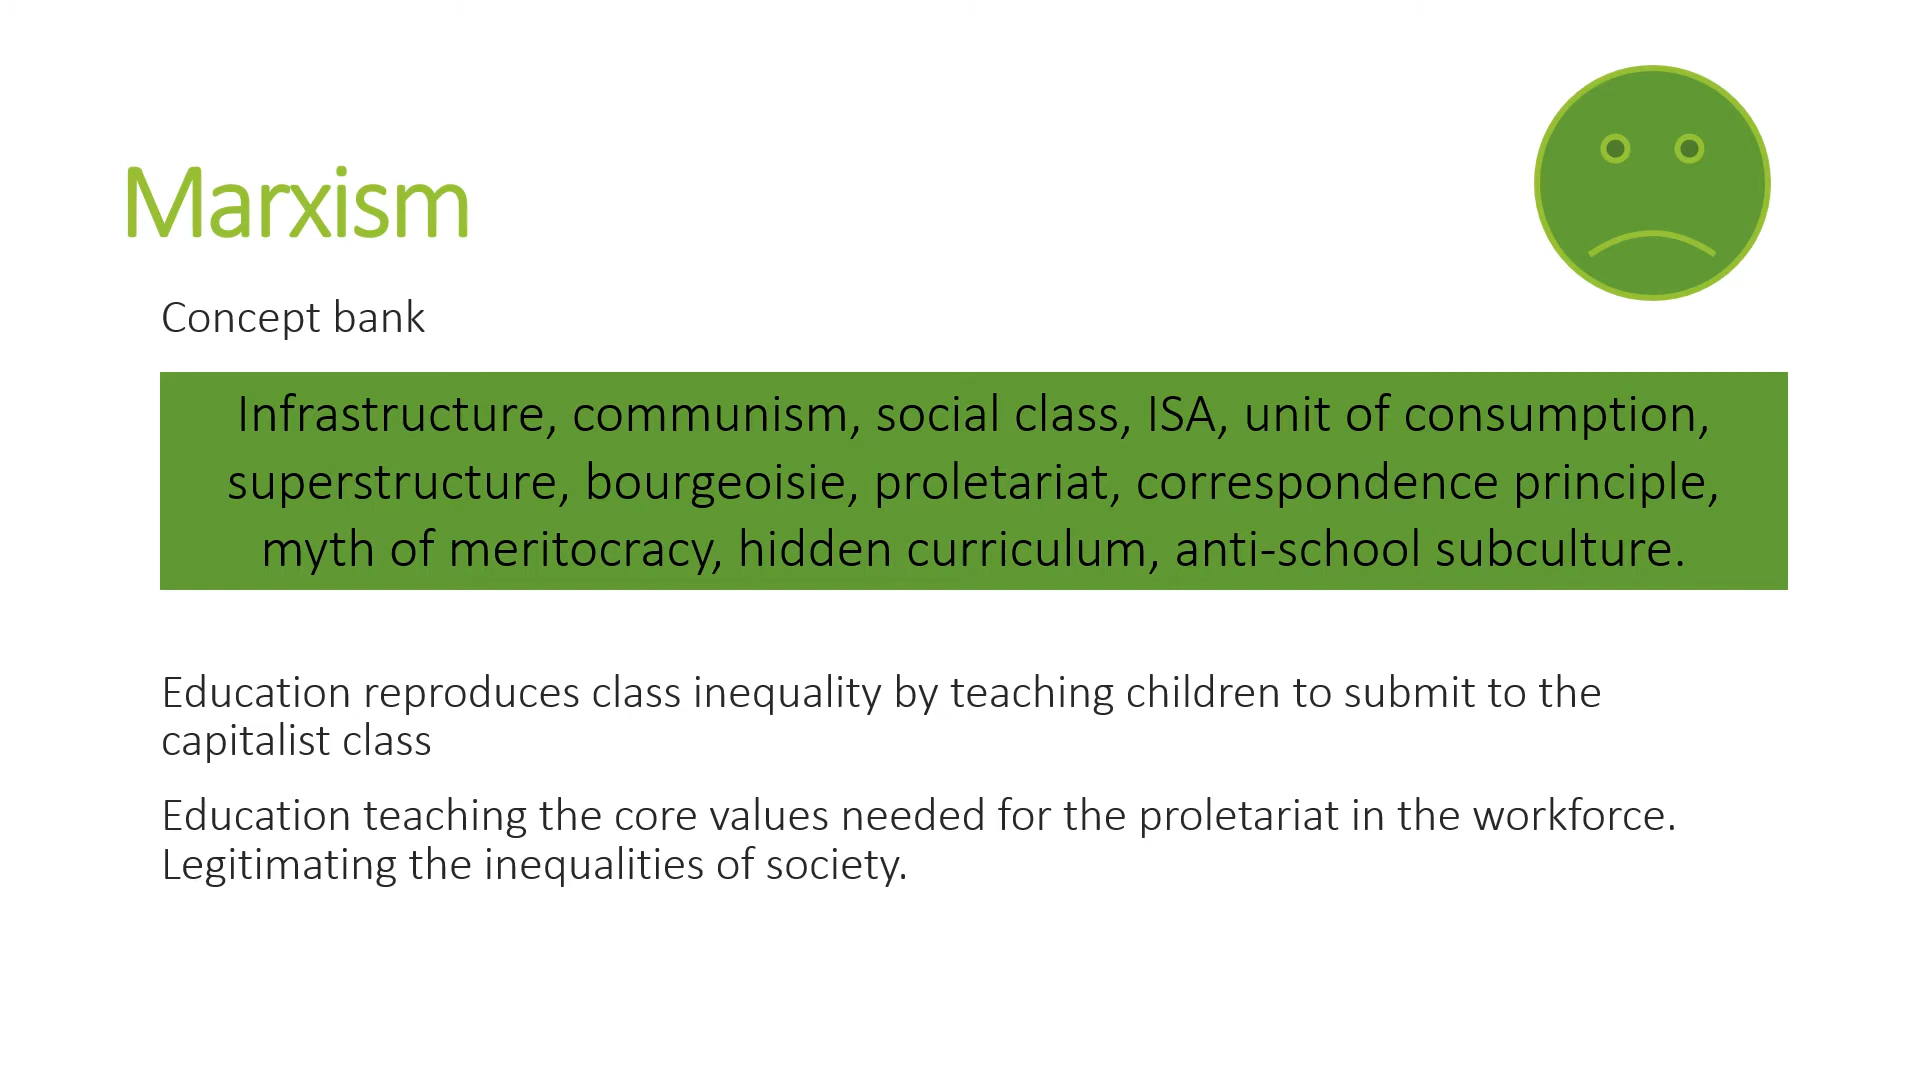 Marxism
Concept bank
Infrastructure, communism, social class, ISA, unit of consumption,
superstructure, bourgeoisie, proletariat, correspondence principle,
myth of meritocracy, hidden curriculum, anti-school subculture.
Education reproduces class inequality by teaching children to submit to the
capitalist class
Education teaching the core values needed for the proletariat in the workforce.
Legitimating the inequalities of society.